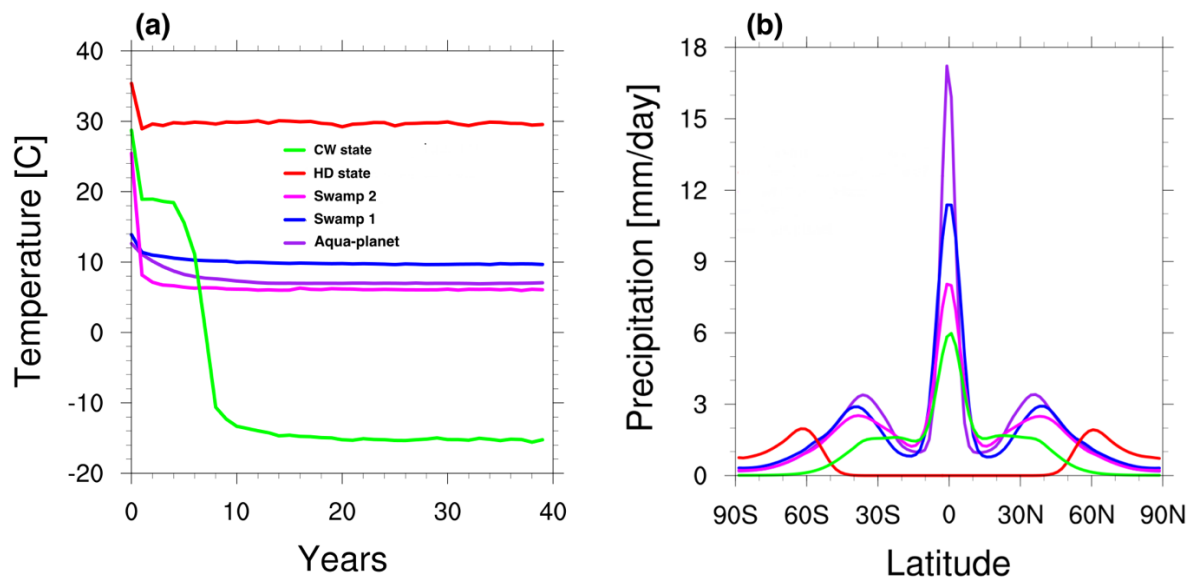 (a)
40
30
20
10
0
-10
-20
Temperature [C]
CW state
HD state
Swamp 2
Swamp 1
Aqua-planet
0 10 20 30 40
Years
(b)
18
15
12
9
6
3
0
Precipitation [mm/day]
90S 60S 30S 0 30N 60N 90N
Latitude